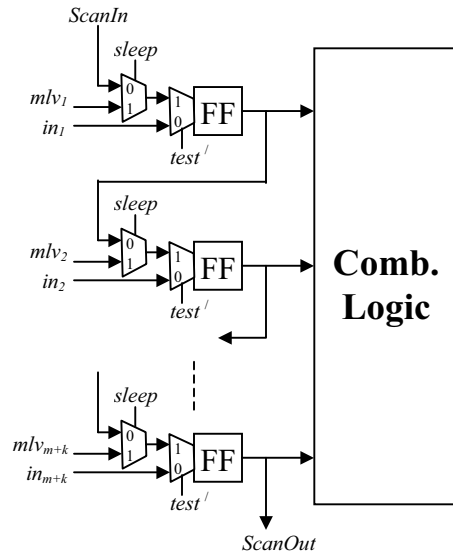 ScanIn
sleep
mlv1
0
1
1
0
FF
in1
test /
sleep
mlv2
0
1
1
0
FF
in2
test /
Comb.
Logic
sleep
mlvm+k
0
1
1
0
FF
inm+k
test /
ScanOut